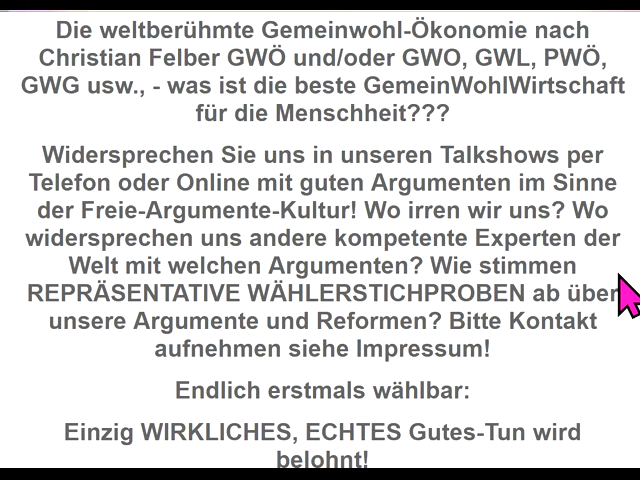 Die weltberühmte Gemeinwohl-Ökonomie nach
Christian Felber GWÖ und/oder GWO, GWL, PWÖ,
GWG usw., - was ist die beste GemeinWohlWirtschaft
für die Menschheit???
Widersprechen Sie uns in unseren Talkshows per
Telefon oder Online mit guten Argumenten im Sinne
der Freie-Argumente-Kultur! Wo irren wir uns? Wo
widersprechen uns andere kompetente Experten der
Welt mit welchen Argumenten? Wie stimmen
REPRÄSENTATIVE WÄHLERSTICHPROBEN ab über
unsere Argumente und Reformen? Bitte Kontakt
aufnehmen siehe Impressum!
Endlich erstmals wählbar:
Einzig WIRKLICHES, ECHTES Gutes-Tun wird
belohnt!